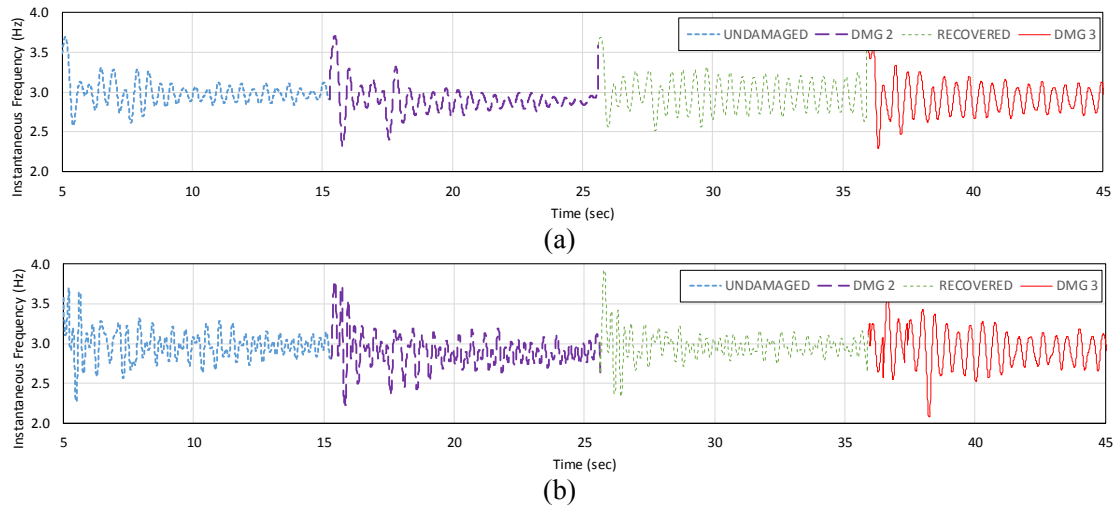 4.0
UNDAMAGED DMG 2 RECOVERED DMG 3
3.5
3.0
2.5
2.0
Instantaneous Frequency (Hz)
5 10 15 20 25 30 35 40 45
Time (sec)
(a)
4.0
UNDAMAGED DMG 2 RECOVERED DMG 3
3.5
3.0
2.5
2.0
Instantaneous Frequency (Hz)
5 10 15 20 25 30 35 40 45
Time (sec)
(b)